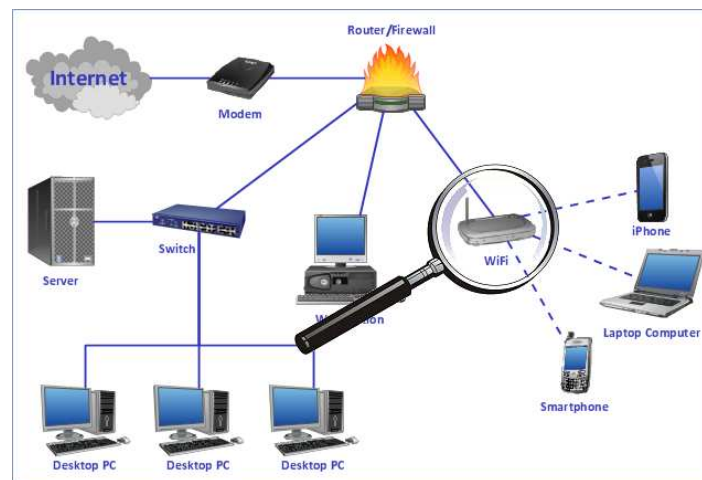 Router/Firewall
Internet
Modem
Switch
Server
WiFi
iPhone
Laptop Computer
Smartphone
Desktop PC
Desktop PC
Desktop PC